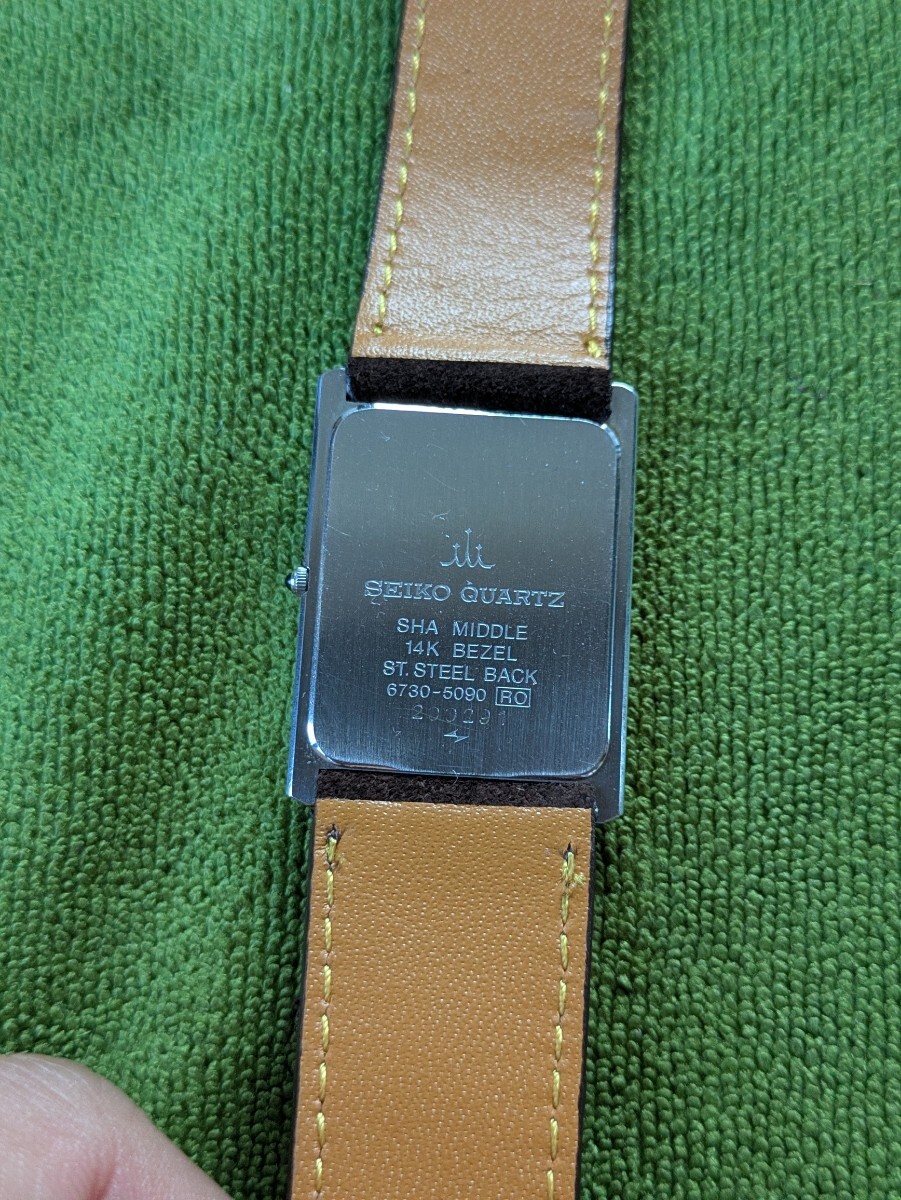 SEIKO QUARTZ
SHA MIDDLE
14K BEZEL
ST. STEEL BACK
6730-5090 RO